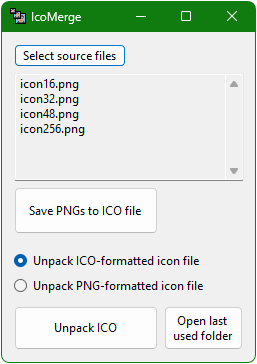 IcoMerge
Select source files
icon16.png
icon32.png
icon48.png
icon256.png
Save PNGs to ICO file
Unpack ICO-formatted icon file
Unpack PNG-formatted icon file
Unpack ICO
Open last
used folder